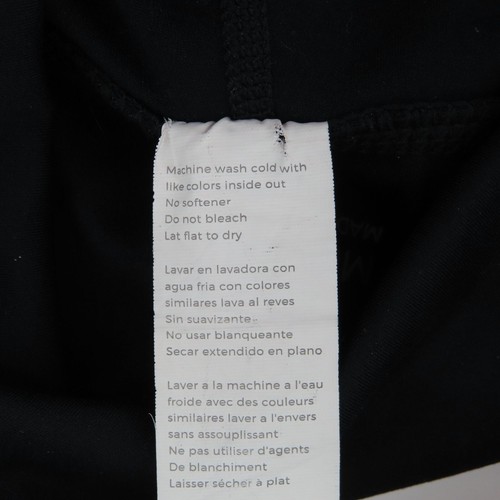 Machine wash cold with
like colors inside out
No softener
Do not bleach
Lat flat to dry
Lavar en lavadora con
agua fria con colores
similares lava al reves
Sin suavizante
No usar blanqueante
Secar extendido en plano
Laver a la machine a l'eau
froide avec des couleurs
similaires laver a l'envers
sans assouplissant
Ne pas utiliser d'agents
De blanchiment
Laisser sécher à plat